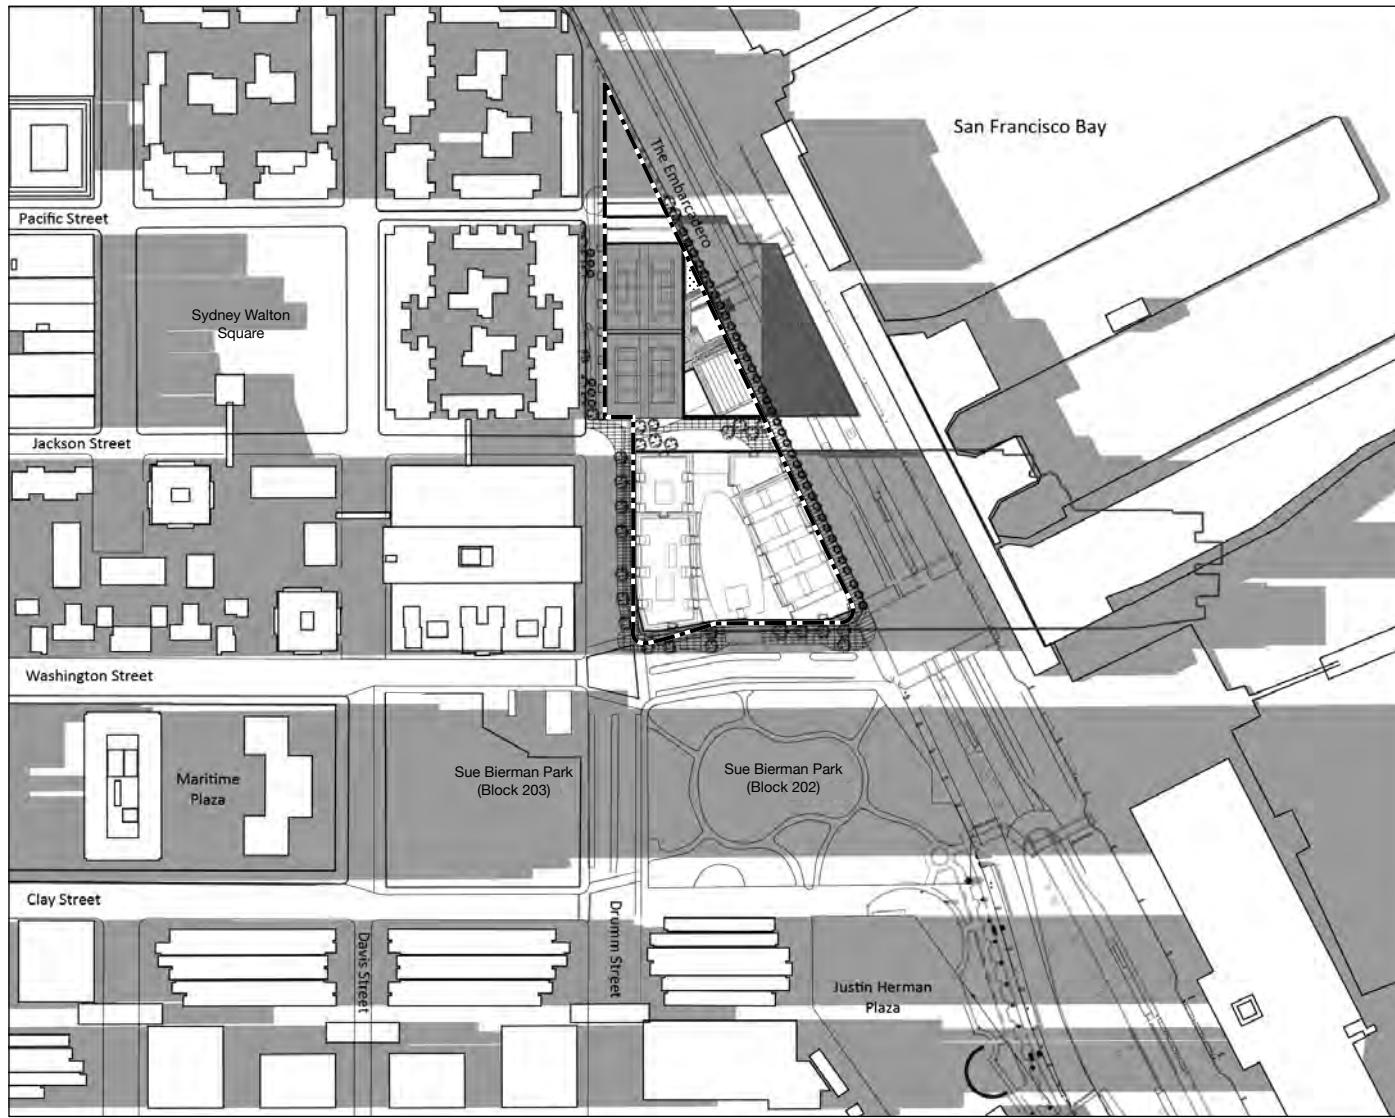 San Francisco Bay
The Embarcadero
Pacific Street
Sydney Walton
Square
Jackson Street
Washington Street
Maritime
Plaza
Sue Bierman Park
(Block 203)
Sue Bierman Park
(Block 202)
Clay Street
Davis Street
Drumm Street
Justin Herman
Plaza